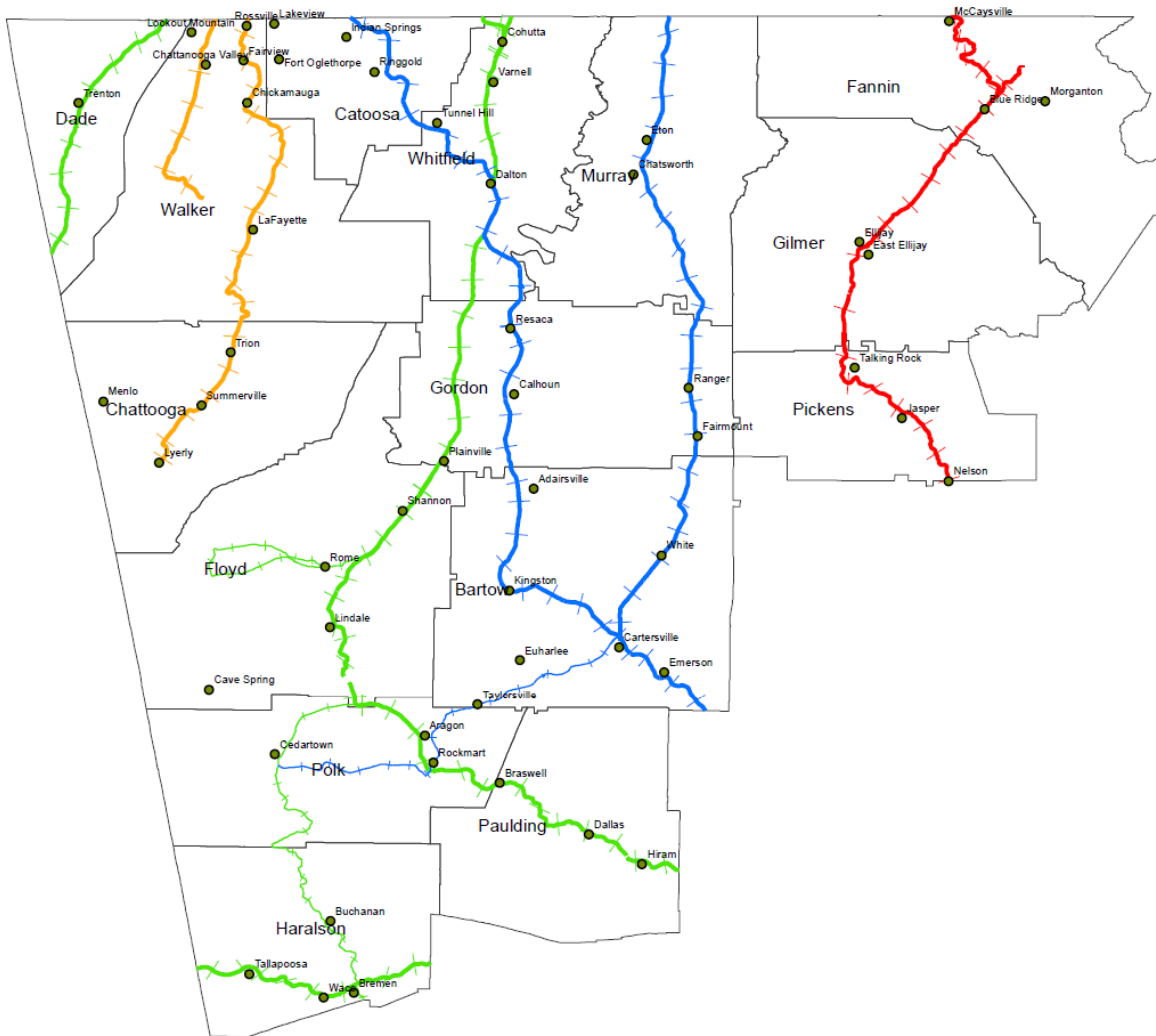 McCaysville
Rossville
Lakeview
Lookout Mountain
Indian Springs
Cohutta
Chattanooga Valley
Fairview
Fort Oglethorpe
Ringgold
Varnell
Fannin
Trenton
Chickamauga
Blue Ridge
Morganton
Dade
Catoosa
Tunnel Hill
Eton
Whitfield
Chatsworth
Murray
Dalton
Walker
LaFayette
Ellijay
Gilmer
East Ellijay
Resaca
Trion
Talking Rock
Menlo
Summerville
Gordon
Calhoun
Ranger
Chattooga
Pickens
Jasper
Fairmount
Lyerly
Plainville
Nelson
Adairsville
Shannon
White
Rome
Floyd
Kingston
Bartow
Lindale
Cartersville
Euharlee
Emerson
Cave Spring
Taylorsville
Aragon
Cedartown
Rockmart
Polk
Braswell
Paulding
Dallas
Hiram
Buchanan
Haralson
Tallapoosa
Waco
Bremen